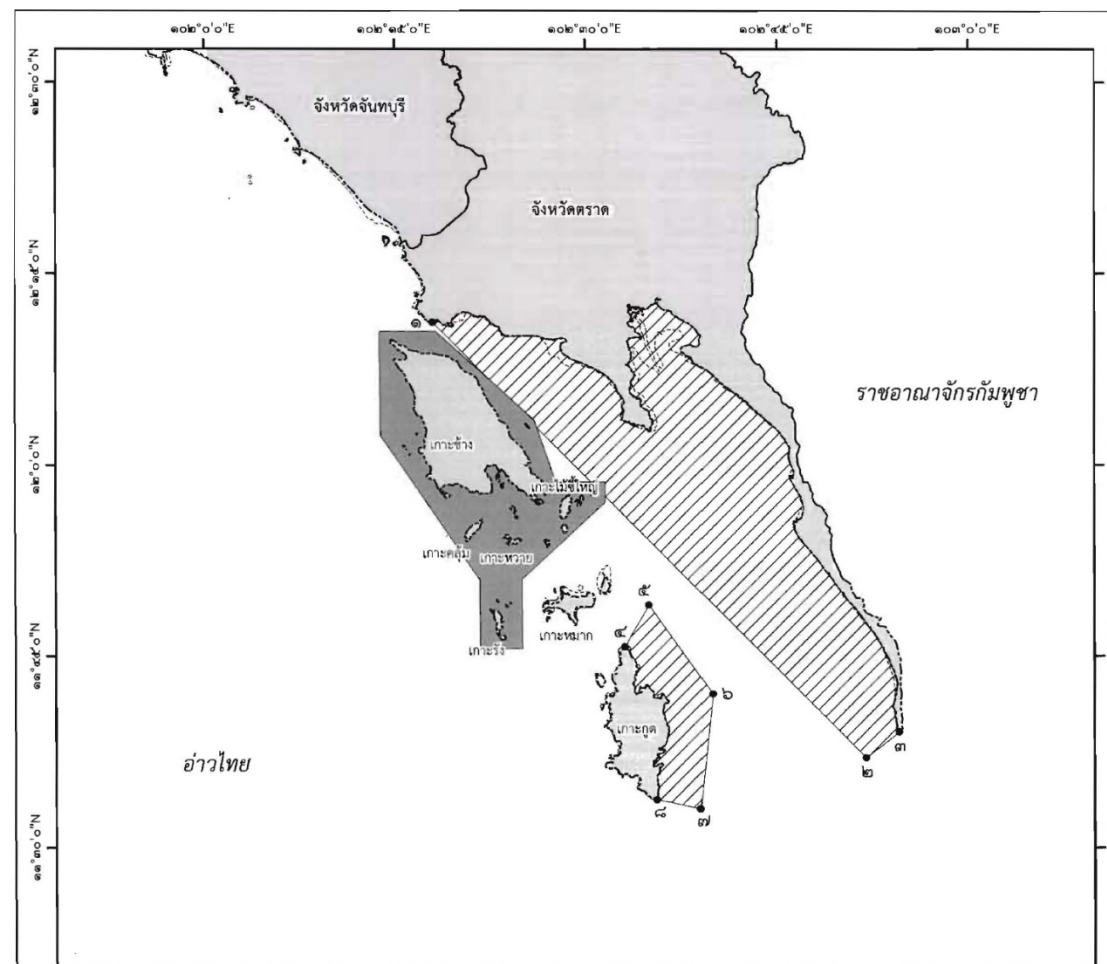 ๑๐๒°๐'๐"E
๑๐๒°๑๕'๐"E
๑๐๒°๓๐'๐"E
๑๐๒°๔๕'๐"E
๑๐๓°๐'๐"E
๑๒°๓๐'๐"N
๑๒°๑๕'๐"N
๑๒°๐'๐"N
๑๑°๔๕'๐"N
๑๑°๓๐'๐"N
จังหวัดจันทบุรี
จังหวัดตราด
๑
ราชอาณาจักรกัมพูชา
เกาะช้าง
เกาะไม้ซี้ใหญ่
เกาะคลุ้ม
เกาะหวาย
๕
เกาะหมาก
๔
เกาะรัง
๖
เกาะกูด
๓
อ่าวไทย
๒
๘
๗